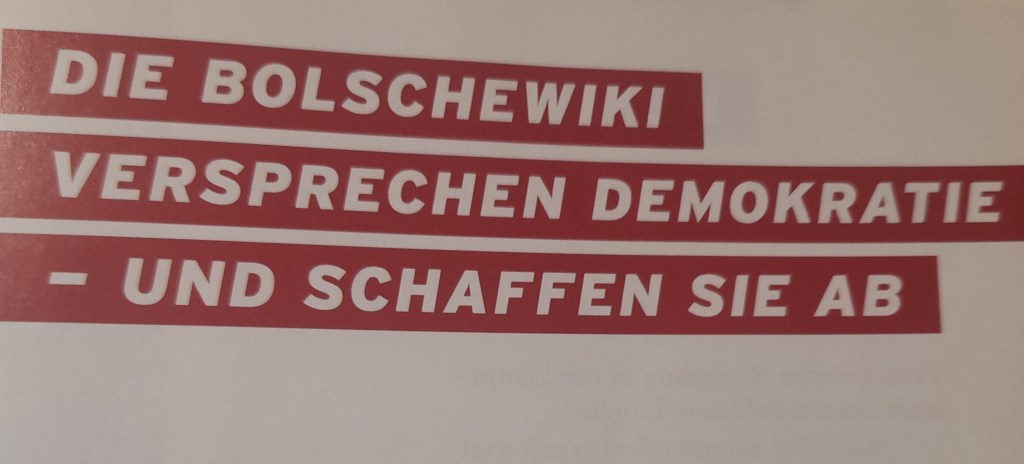 DIE BOLSCHEWIKI
VERSPRECHEN DEMOKRATIE
– UND SCHAFFEN SIE AB